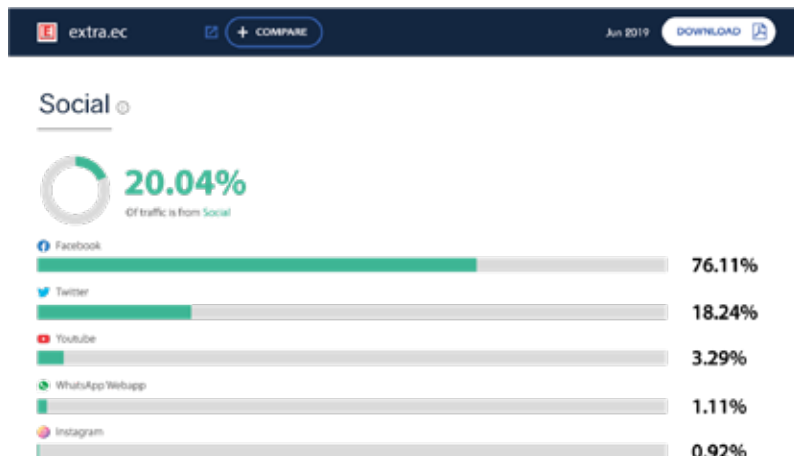 E extra.ec + COMPARE Jun 2019 DOWNLOAD
Social
20.04%
Of traffic is from Social
Facebook
76.11%
Twitter
18.24%
Youtube
3.29%
WhatsApp Webapp
1.11%
Instagram
0.92%